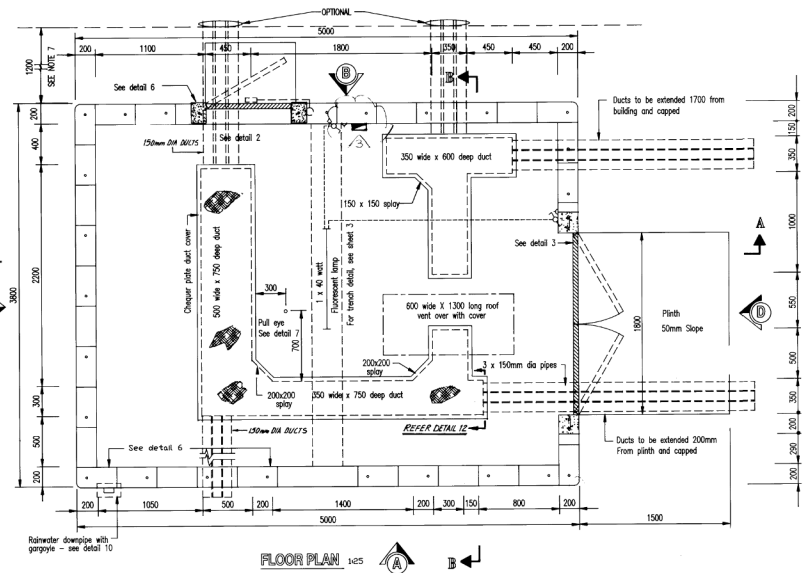 OPTIONAL
5000
200 1100 450 1800 350 450 450 200
1200
SEE NOTE 7
See detail 6
B
B
Ducts to be extended 1700 from
building and capped
200
400
2200
300
500
200
3800
150mm DIA DUCTS
See detail 2
3
350 wide x 600 deep duct
150 x 150 splay
See detail 3
A
Chequer plate duct cover
500 wide x 750 deep duct
1 x 40 watt
Fluorescent lamp
For trench detail, see sheet 3
300
Pull eye
See detail 7
700
600 wide X 1300 long roof
vent over with cover
1800
Plinth
50mm Slope
D
200
150
350
1000
550
500
350
200
290
200
200x200
splay
200x200
splay
3 x 150mm dia pipes
350 wide x 750 deep duct
150mm DIA DUCTS
REFER DETAIL 12
See detail 6
Ducts to be extended 200mm
From plinth and capped
200 1050 500 200 1400 200 300 150 800 200
5000
1500
Rainwater downpipe with
gargoyle - see detail 10
FLOOR PLAN 1:25
A
B